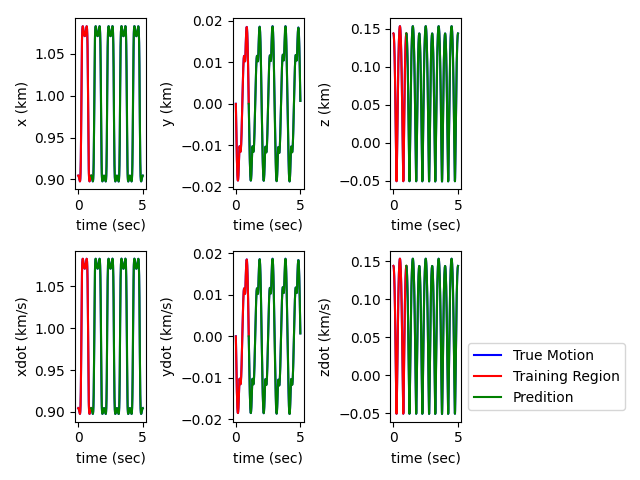 x (km)
1.05
1.00
0.95
0.90
0
5
time (sec)
y (km)
0.02
0.01
0.00
−0.01
−0.02
0
5
time (sec)
z (km)
0.15
0.10
0.05
0.00
−0.05
0
5
time (sec)
xdot (km/s)
1.05
1.00
0.95
0.90
0
5
time (sec)
ydot (km/s)
0.02
0.01
0.00
−0.01
−0.02
0
5
time (sec)
zdot (km/s)
0.15
0.10
0.05
0.00
−0.05
0
5
time (sec)
True Motion
Training Region
Predition